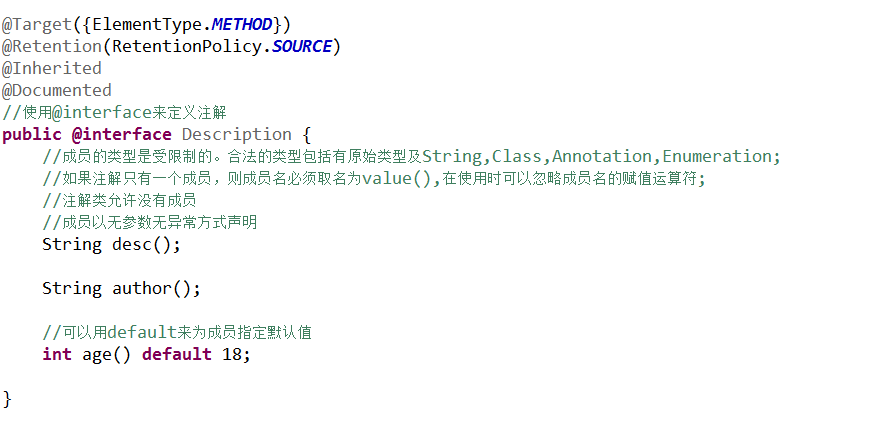 @Target({ElementType.METHOD})
@Retention(RetentionPolicy.SOURCE)
@Inherited
@Documented
//使用@interface来定义注解
public @interface Description {
    //成员的类型是受限制的。合法的类型包括有原始类型及String,Class,Annotation,Enumeration;
    //如果注解只有一个成员，则成员名必须取名为value(),在使用时可以忽略成员名的赋值运算符;
    //注解类允许没有成员
    //成员以无参数无异常方式声明
    String desc();
    String author();
    //可以用default来为成员指定默认值
    int age() default 18;
}